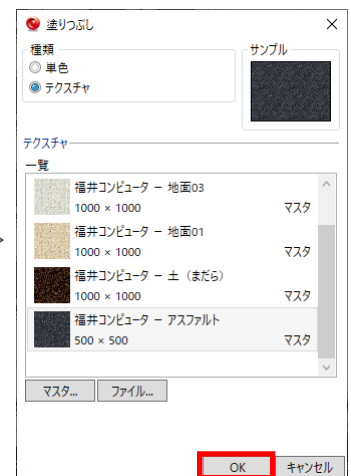 塗りつぶし
種類
単色
テクスチャ
サンプル
テクスチャ
一覧
福井コンピュータ － 地面03
1000 × 1000 マスタ
福井コンピュータ － 地面01
1000 × 1000 マスタ
福井コンピュータ － 土（まだら）
1000 × 1000 マスタ
福井コンピュータ － アスファルト
500 × 500 マスタ
マスタ... ファイル...
OK キャンセル